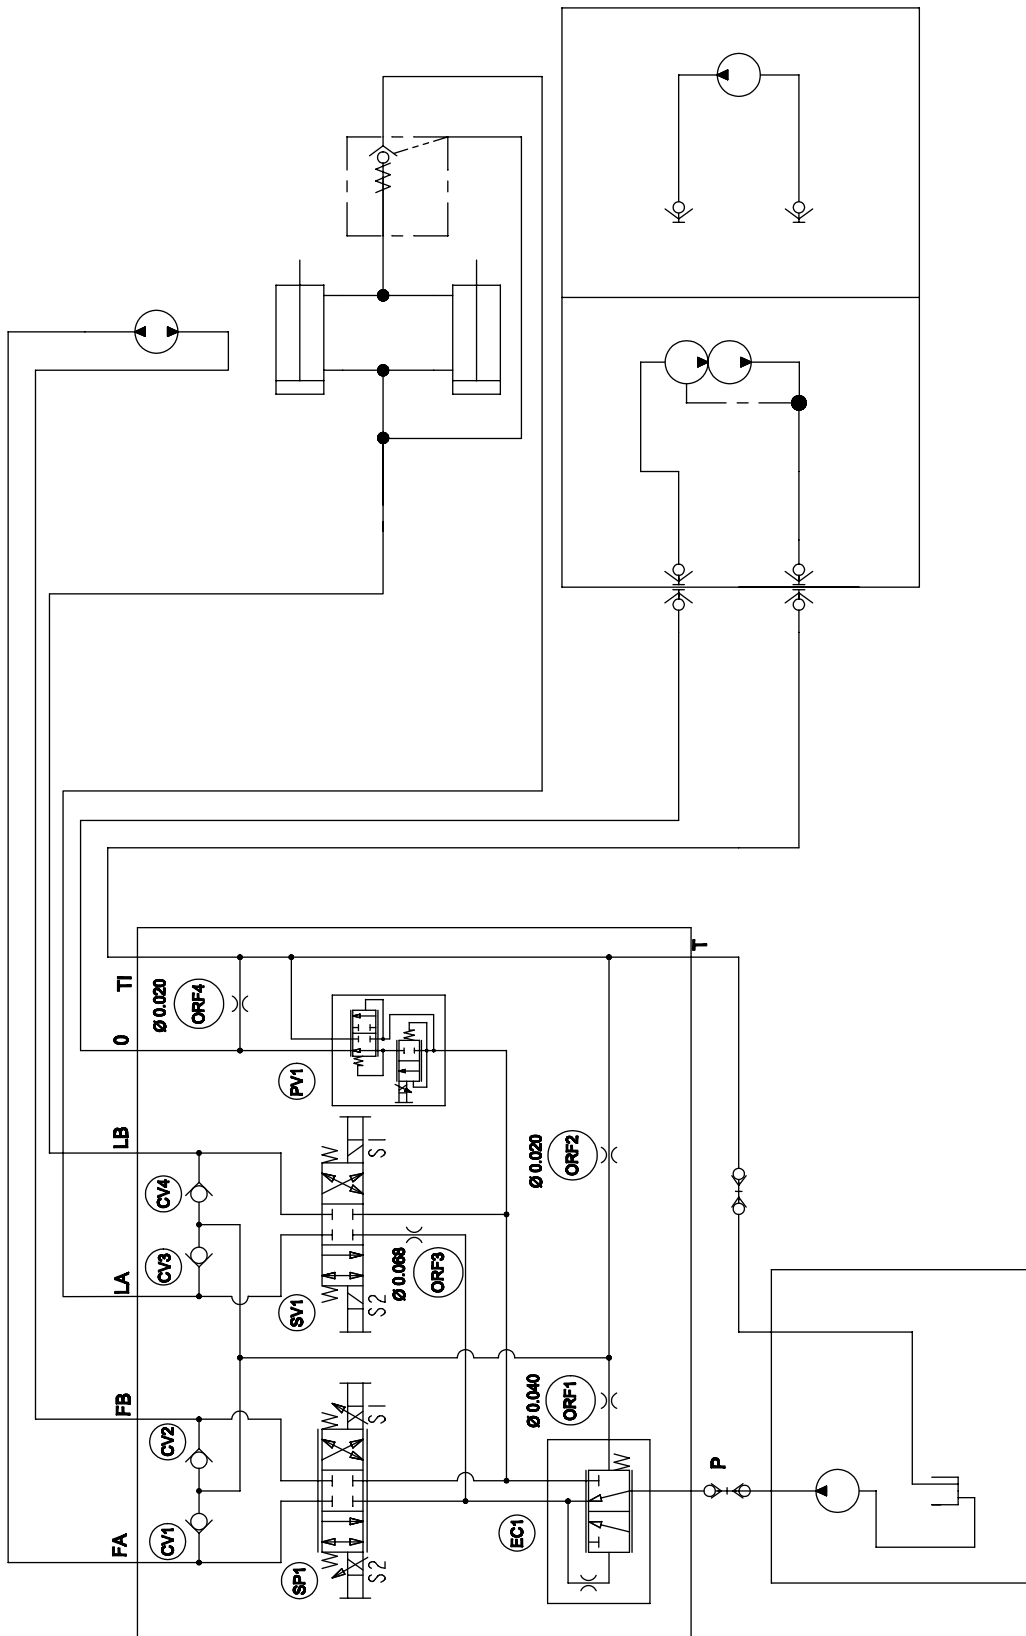 T
TI
Ø 0.020
ORF4
O
PV1
LB
S1
Ø 0.020
ORF2
CV4
CV3
LA
SV1
S2
Ø 0.068
ORF3
FB
S1
Ø 0.040
ORF1
CV2
P
CV1
FA
SP1
S2
EC1